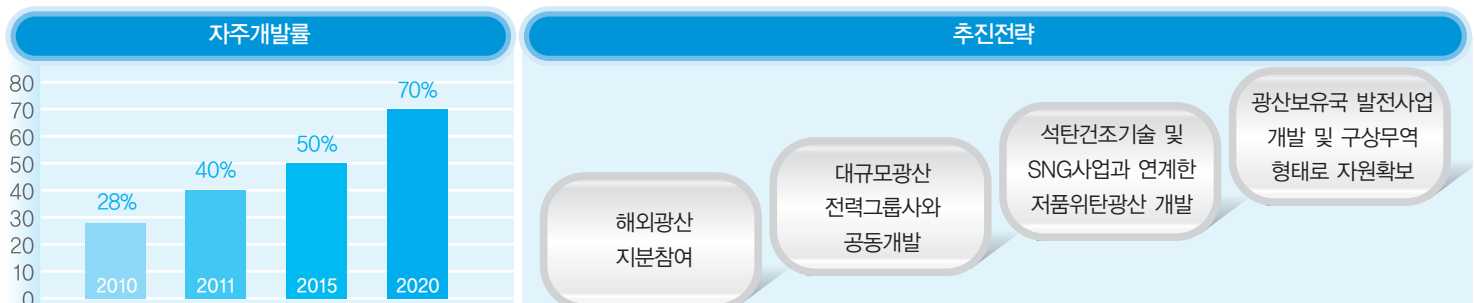 자주개발률
80
70
60
50
40
30
20
10
0
28%
40%
50%
70%
2010
2011
2015
2020
추진전략
해외광산
지분참여
대규모광산
전력그룹사와
공동개발
석탄건조기술 및
SNG사업과 연계한
저품위탄광산 개발
광산보유국 발전사업
개발 및 구상무역
형태로 자원확보